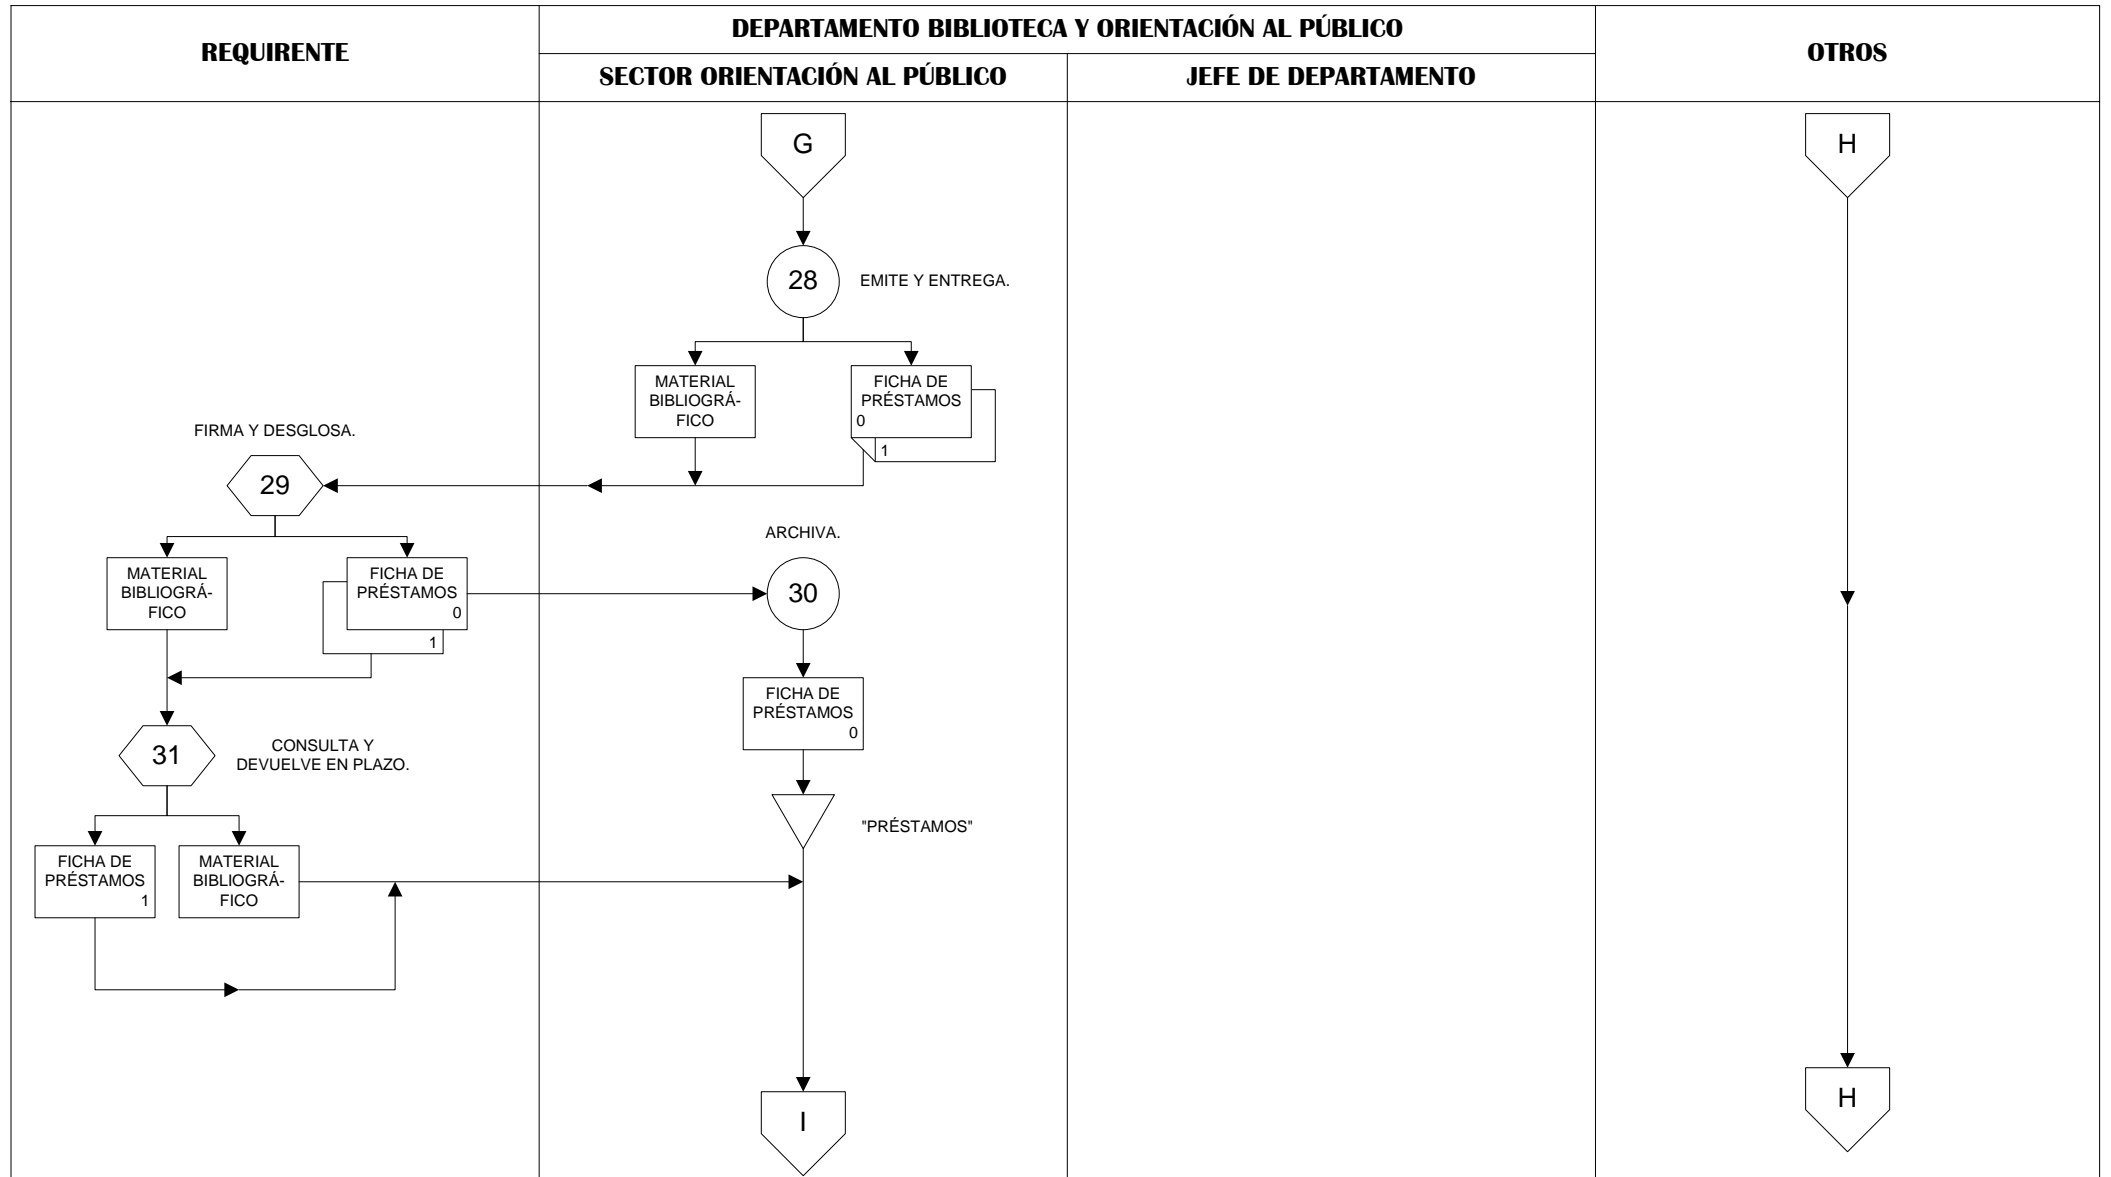 REQUIRENTE
DEPARTAMENTO BIBLIOTECA Y ORIENTACIÓN AL PÚBLICO
SECTOR ORIENTACIÓN AL PÚBLICO
JEFE DE DEPARTAMENTO
OTROS
G
H
28
EMITE Y ENTREGA.
MATERIAL
BIBLIOGRÁ-
FICO
FICHA DE
PRÉSTAMOS
0
1
FIRMA Y DESGLOSA.
29
MATERIAL
BIBLIOGRÁ-
FICO
FICHA DE
PRÉSTAMOS
0
1
ARCHIVA.
30
FICHA DE
PRÉSTAMOS
0
31
CONSULTA Y
DEVUELVE EN PLAZO.
"PRÉSTAMOS"
FICHA DE
PRÉSTAMOS
1
MATERIAL
BIBLIOGRÁ-
FICO
I
H